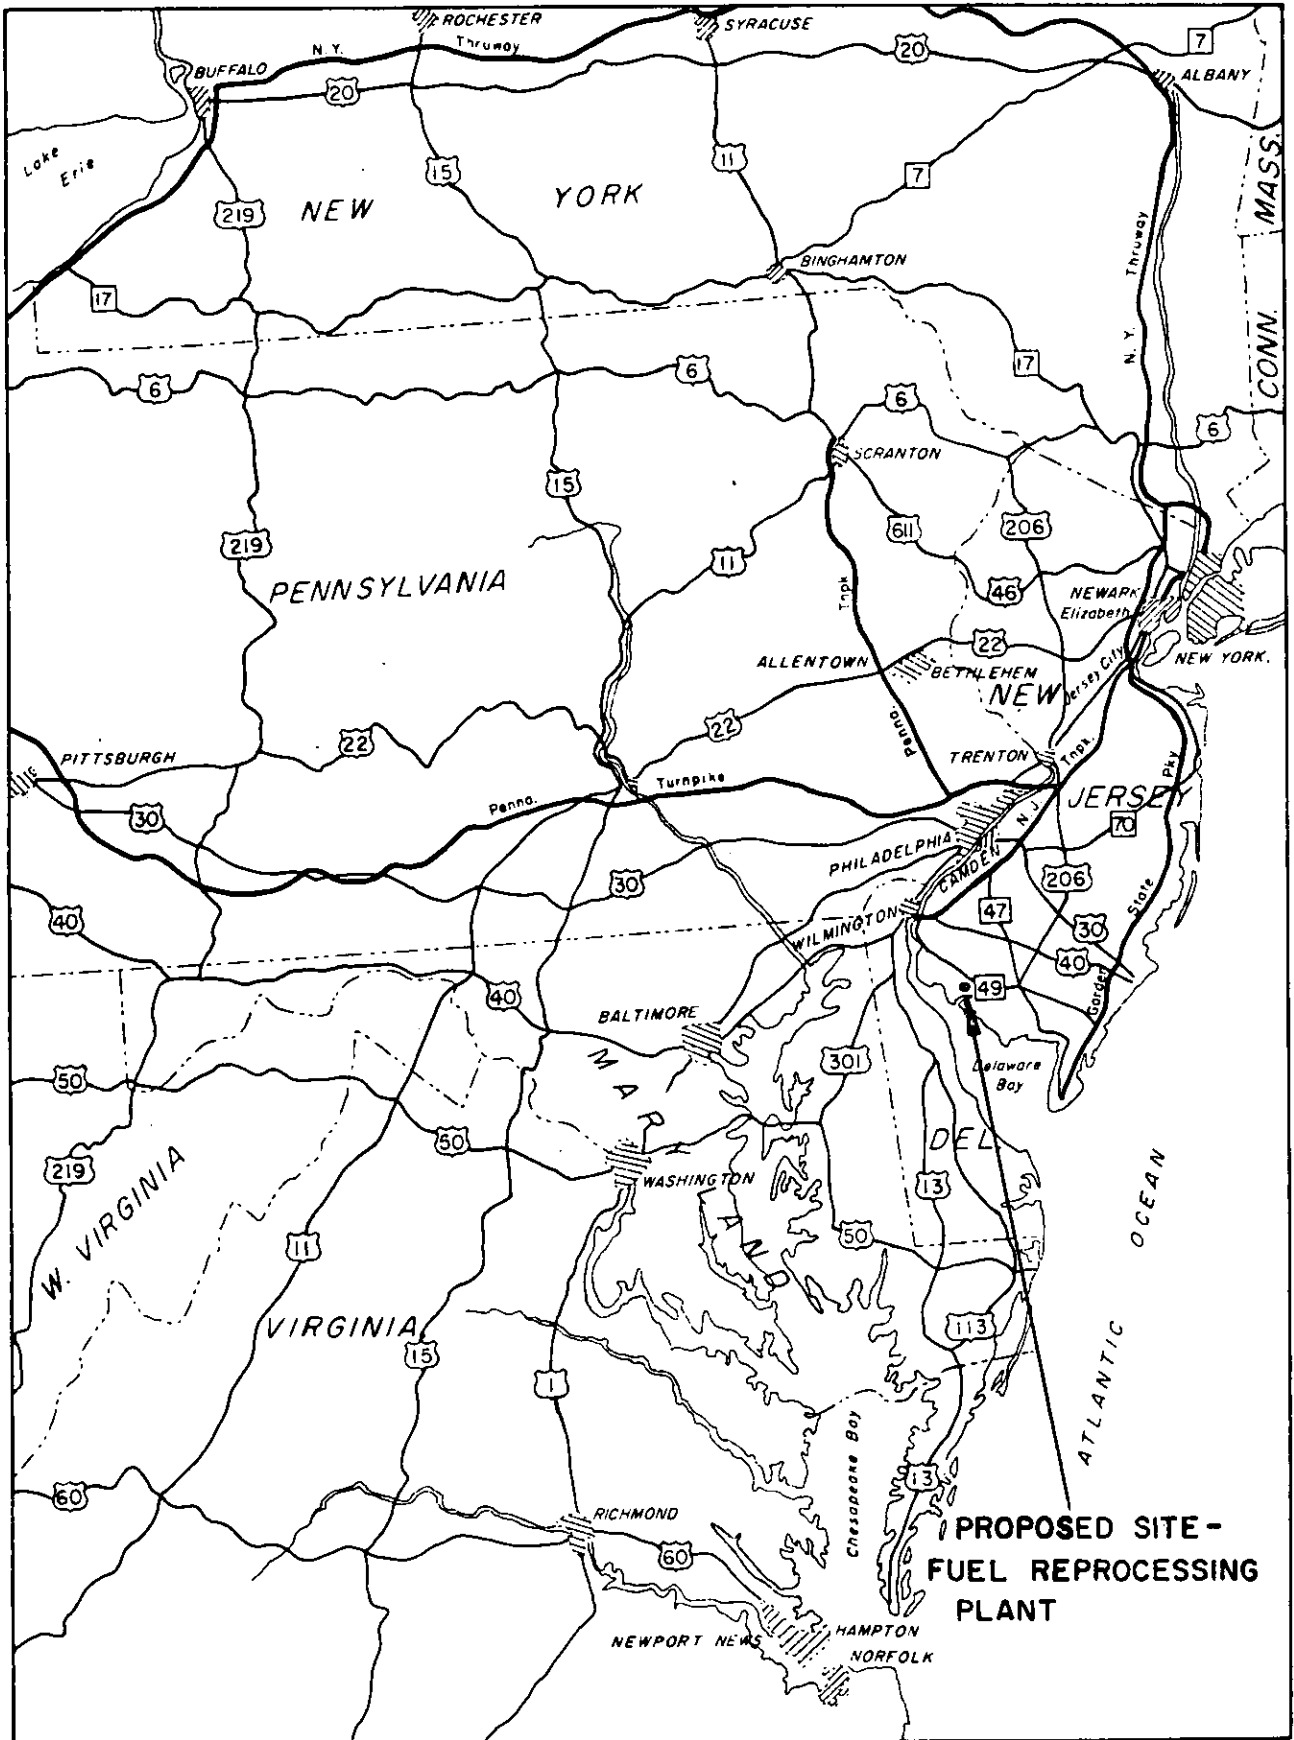 ROCHESTER
SYRACUSE
N. Y. Thruway
20
7
BUFFALO
ALBANY
20
Lake
Erie
15
11
7
MASS.
219
NEW YORK
N. Y. Thruway
BINGHAMTON
17
CONN.
17
6
6
6
6
SCRANTON
15
219
611
206
11
PENNSYLVANIA
Tnpk
46
NEWARK
Elizabeth
22
ALLENTOWN
BETHLEHEM
NEW YORK.
NEW
Jersey City
22
22
Penna.
TRENTON
Tnpk.
Pky
PITTSBURGH
Penna. Turnpike
JERSEY
30
N. J.
70
PHILADELPHIA
CAMDEN
30
206
State
40
47
WILMINGTON
30
40
Garden
40
49
BALTIMORE
301
Delaware
Bay
50
MARYLAND
50
DEL.
219
WASHINGTON
13
W. VIRGINIA
OCEAN
11
50
VIRGINIA
15
113
1
ATLANTIC
Chesapeake Bay
60
13
RICHMOND
60
PROPOSED SITE-
FUEL REPROCESSING
PLANT
NEWPORT NEWS
HAMPTON
NORFOLK